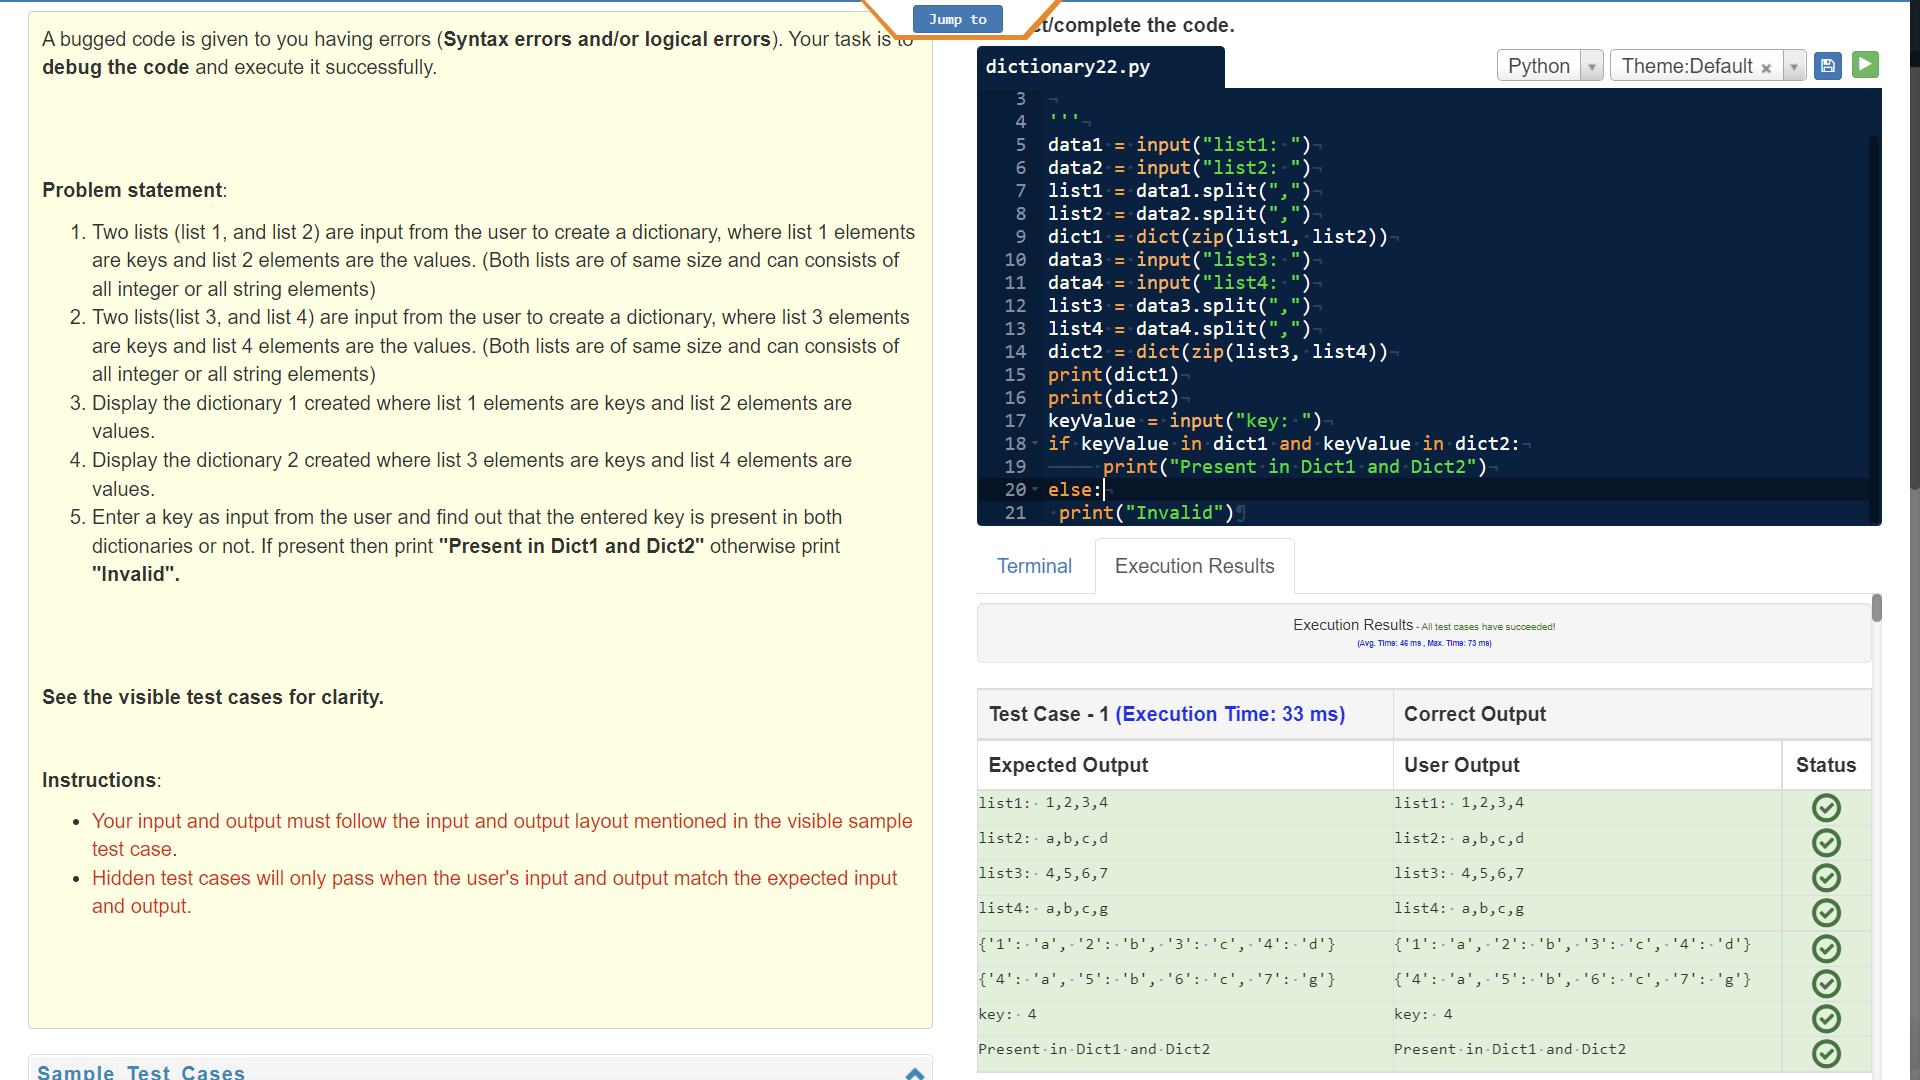 Jump to
A bugged code is given to you having errors (Syntax errors and/or logical errors). Your task is to
debug the code and execute it successfully.
Problem statement:
1. Two lists (list 1, and list 2) are input from the user to create a dictionary, where list 1 elements
are keys and list 2 elements are the values. (Both lists are of same size and can consists of
all integer or all string elements)
2. Two lists(list 3, and list 4) are input from the user to create a dictionary, where list 3 elements
are keys and list 4 elements are the values. (Both lists are of same size and can consists of
all integer or all string elements)
3. Display the dictionary 1 created where list 1 elements are keys and list 2 elements are
values.
4. Display the dictionary 2 created where list 3 elements are keys and list 4 elements are
values.
5. Enter a key as input from the user and find out that the entered key is present in both
dictionaries or not. If present then print "Present in Dict1 and Dict2" otherwise print
"Invalid".
See the visible test cases for clarity.
Instructions:
• Your input and output must follow the input and output layout mentioned in the visible sample
test case.
• Hidden test cases will only pass when the user's input and output match the expected input
and output.
Sample Test Cases
t/complete the code.
dictionary22.py
Python
Theme:Default ×
3
4 '''
5 data1 = input("list1: ")
6 data2 = input("list2: ")
7 list1 = data1.split(",")
8 list2 = data2.split(",")
9 dict1 = dict(zip(list1, list2))
10 data3 = input("list3: ")
11 data4 = input("list4: ")
12 list3 = data3.split(",")
13 list4 = data4.split(",")
14 dict2 = dict(zip(list3, list4))
15 print(dict1)
16 print(dict2)
17 keyValue = input("key: ")
18 if keyValue in dict1 and keyValue in dict2:
19 print("Present in Dict1 and Dict2")
20 else:
21 print("Invalid")
Terminal
Execution Results
Execution Results - All test cases have succeeded!
(Avg. Time: 46 ms , Max. Time: 73 ms)
Test Case - 1 (Execution Time: 33 ms) Correct Output
Expected Output User Output Status
list1: 1,2,3,4 list1: 1,2,3,4
list2: a,b,c,d list2: a,b,c,d
list3: 4,5,6,7 list3: 4,5,6,7
list4: a,b,c,g list4: a,b,c,g
{'1': 'a', '2': 'b', '3': 'c', '4': 'd'} {'1': 'a', '2': 'b', '3': 'c', '4': 'd'}
{'4': 'a', '5': 'b', '6': 'c', '7': 'g'} {'4': 'a', '5': 'b', '6': 'c', '7': 'g'}
key: 4 key: 4
Present in Dict1 and Dict2 Present in Dict1 and Dict2